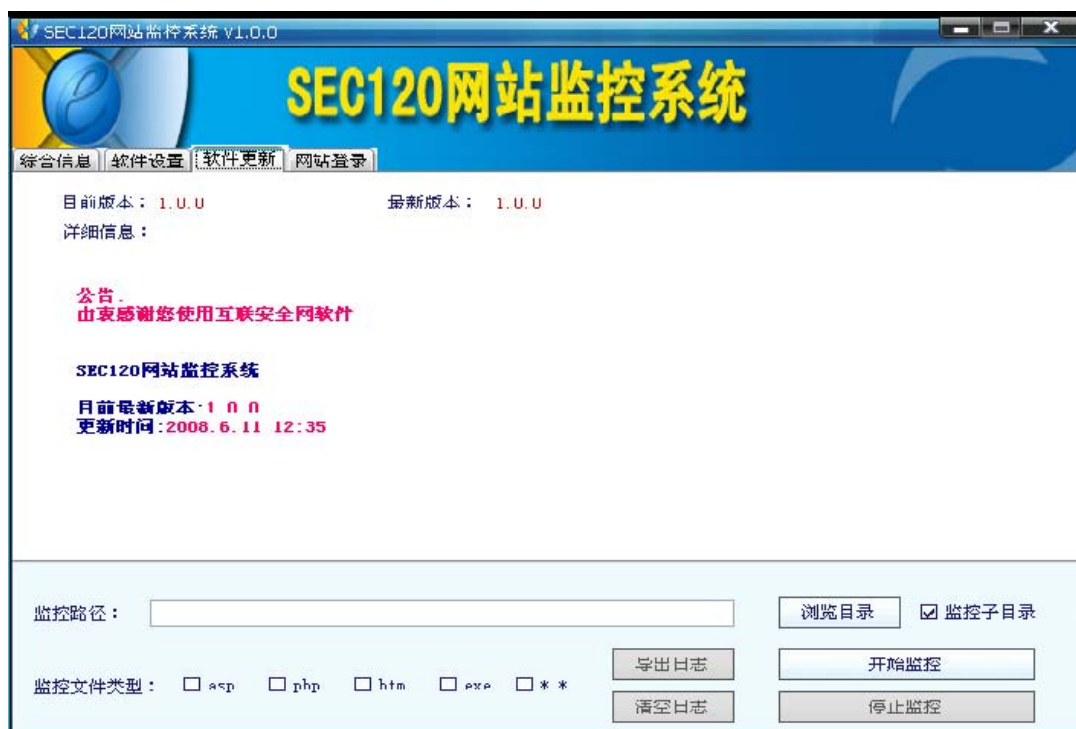 SEC120网站监控系统 V1.0.0
SEC120网站监控系统
综合信息 软件设置 软件更新 网站登录
目前版本： 1.0.0 最新版本： 1.0.0
详细信息：
公告.
由衷感谢您使用互联安全网软件
SEC120网站监控系统
目前最新版本:1.0.0
更新时间:2008.6.11 12:35
监控路径： 浏览目录 监控子目录
导出日志 开始监控
监控文件类型： asp php htm exe *.*
清空日志 停止监控